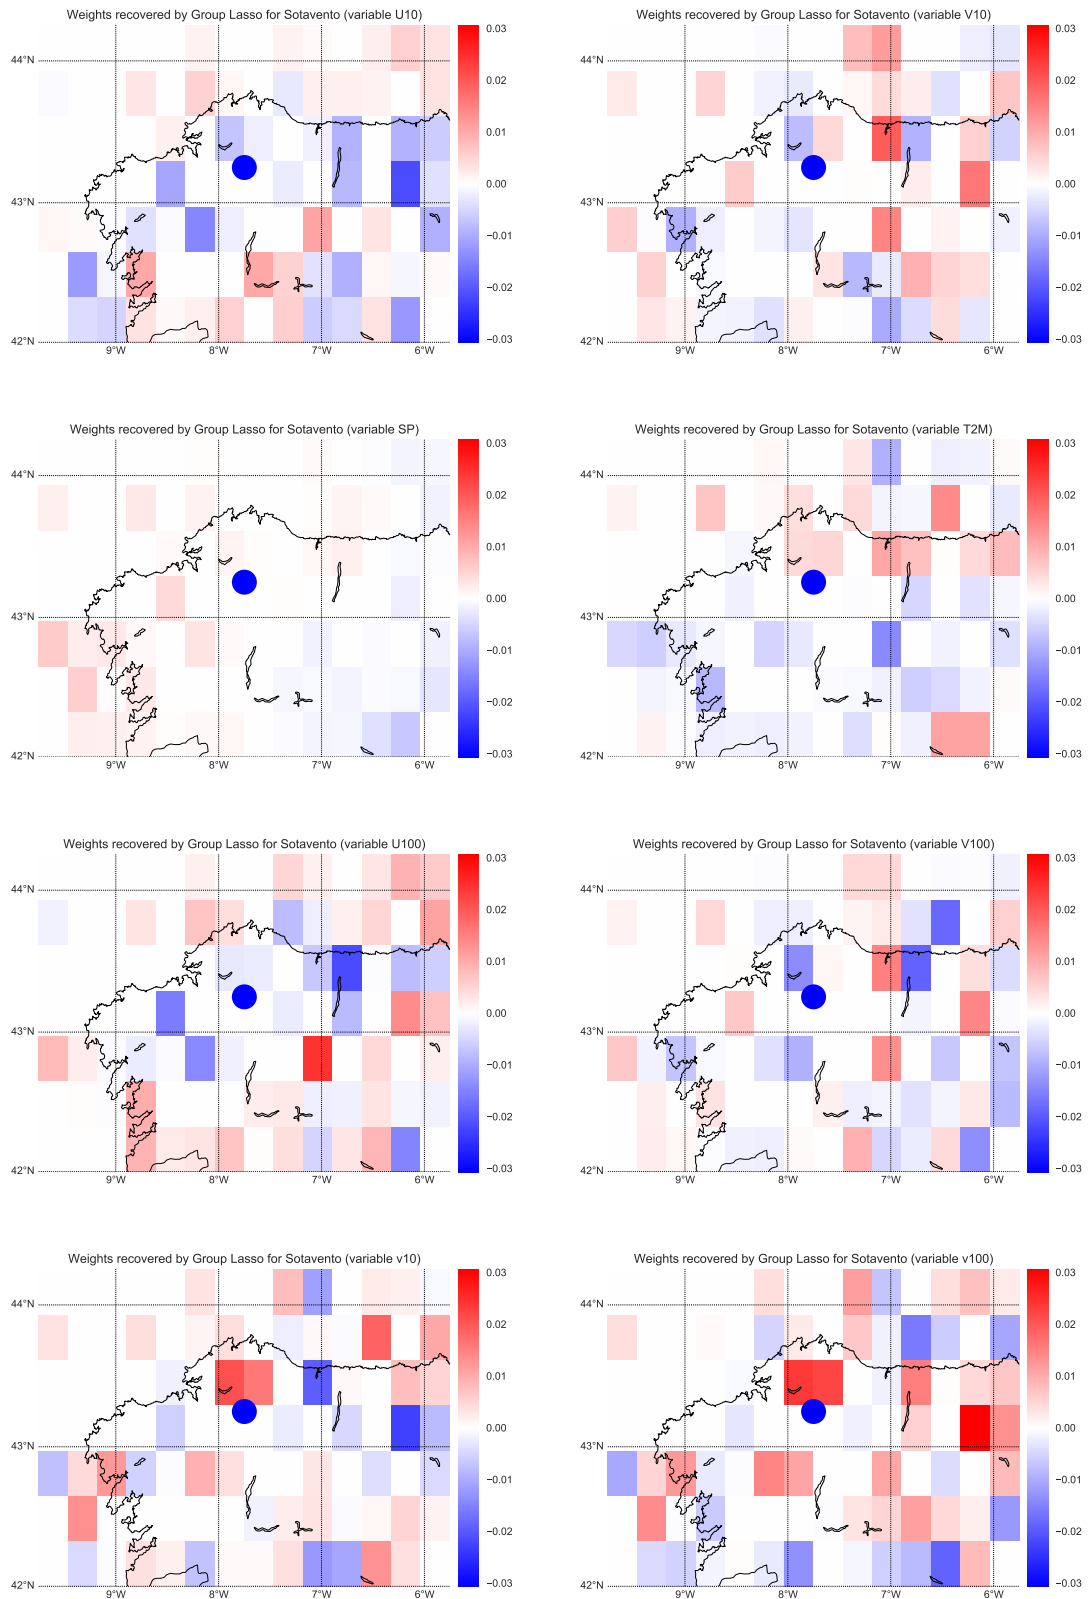 Weights recovered by Group Lasso for Sotavento (variable U10)
44°N
43°N
42°N
9°W 8°W 7°W 6°W
0.03
0.02
0.01
0.00
−0.01
−0.02
−0.03
Weights recovered by Group Lasso for Sotavento (variable V10)
44°N
43°N
42°N
9°W 8°W 7°W 6°W
0.03
0.02
0.01
0.00
−0.01
−0.02
−0.03
Weights recovered by Group Lasso for Sotavento (variable SP)
44°N
43°N
42°N
9°W 8°W 7°W 6°W
0.03
0.02
0.01
0.00
−0.01
−0.02
−0.03
Weights recovered by Group Lasso for Sotavento (variable T2M)
44°N
43°N
42°N
9°W 8°W 7°W 6°W
0.03
0.02
0.01
0.00
−0.01
−0.02
−0.03
Weights recovered by Group Lasso for Sotavento (variable U100)
44°N
43°N
42°N
9°W 8°W 7°W 6°W
0.03
0.02
0.01
0.00
−0.01
−0.02
−0.03
Weights recovered by Group Lasso for Sotavento (variable V100)
44°N
43°N
42°N
9°W 8°W 7°W 6°W
0.03
0.02
0.01
0.00
−0.01
−0.02
−0.03
Weights recovered by Group Lasso for Sotavento (variable v10)
44°N
43°N
42°N
9°W 8°W 7°W 6°W
0.03
0.02
0.01
0.00
−0.01
−0.02
−0.03
Weights recovered by Group Lasso for Sotavento (variable v100)
44°N
43°N
42°N
9°W 8°W 7°W 6°W
0.03
0.02
0.01
0.00
−0.01
−0.02
−0.03